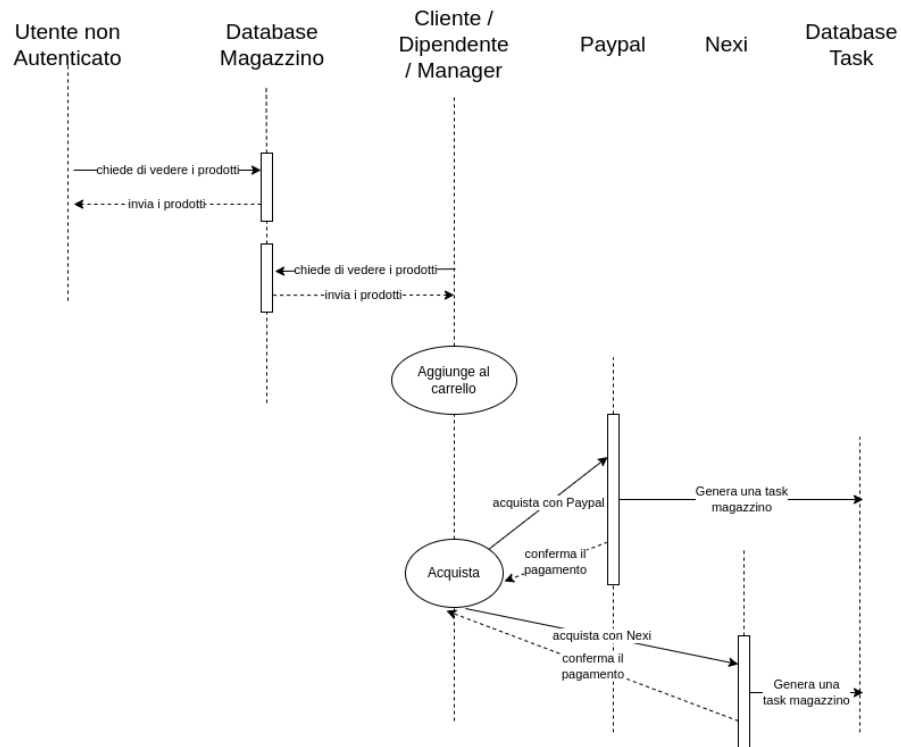 Utente non
Autenticato
Database
Magazzino
Cliente /
Dipendente
/ Manager
Paypal
Nexi
Database
Task
chiede di vedere i prodotti
invia i prodotti
chiede di vedere i prodotti
invia i prodotti
Aggiunge al
carrello
acquista con Paypal
Genera una task
magazzino
conferma il
pagamento
Acquista
acquista con Nexi
conferma il
pagamento
Genera una
task magazzino